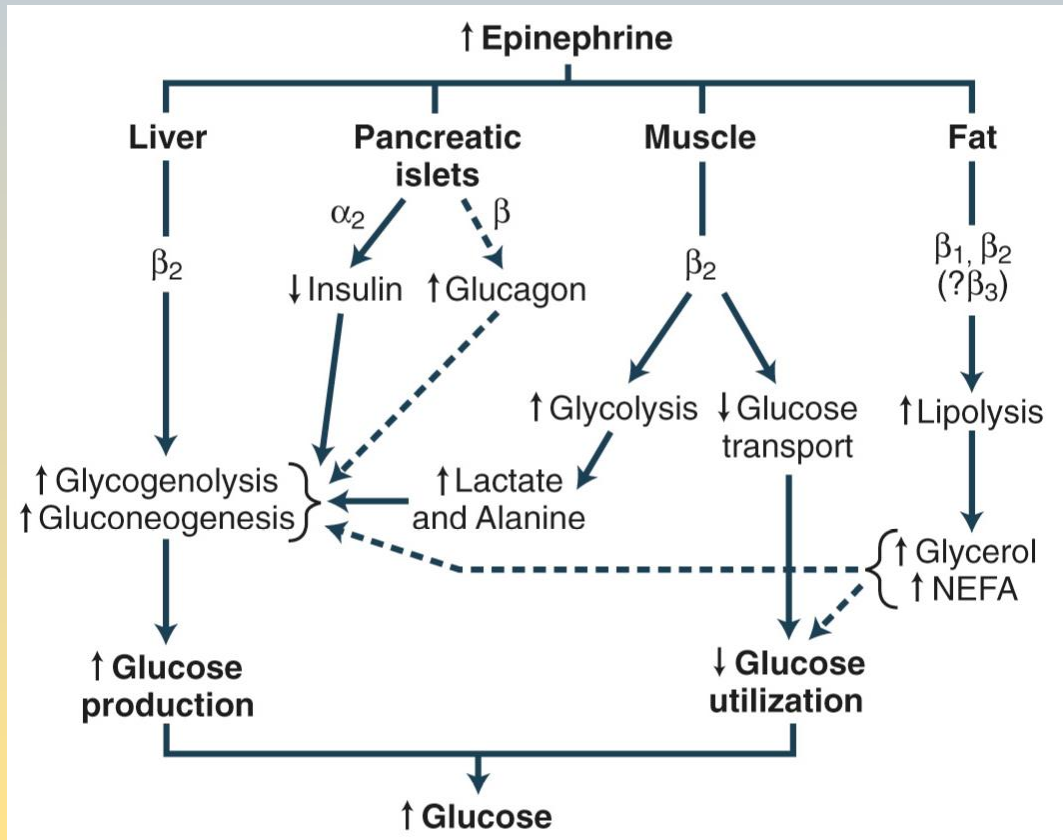 ↑ Epinephrine
Liver
Pancreatic
islets
Muscle
Fat
α2
β
β2
β2
β1, β2
(?β3)
↓ Insulin
↑ Glucagon
↑ Glycolysis
↓ Glucose
transport
↑ Lipolysis
↑ Glycogenolysis
↑ Gluconeogenesis
↑ Lactate
and Alanine
↑ Glycerol
↑ NEFA
↑ Glucose
production
↓ Glucose
utilization
↑ Glucose